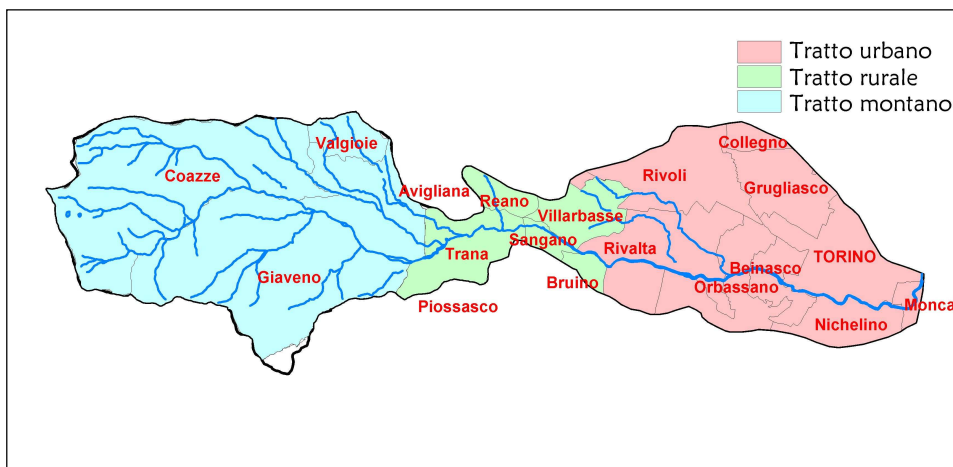 Tratto urbano
Tratto rurale
Tratto montano
Collegno
Valgioie
Coazze
Rivoli
Grugliasco
Avigliana
Reano
Villarbasse
Sangano
Rivalta
Trana
TORINO
Beinasco
Giaveno
Bruino
Orbassano
Piossasco
Monca
Nichelino